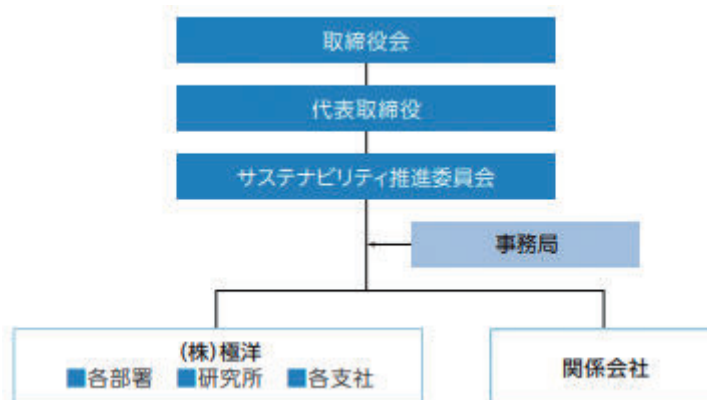 取締役会
代表取締役
サステナビリティ推進委員会
事務局
(株)極洋
■各部署 ■研究所 ■各支社
関係会社